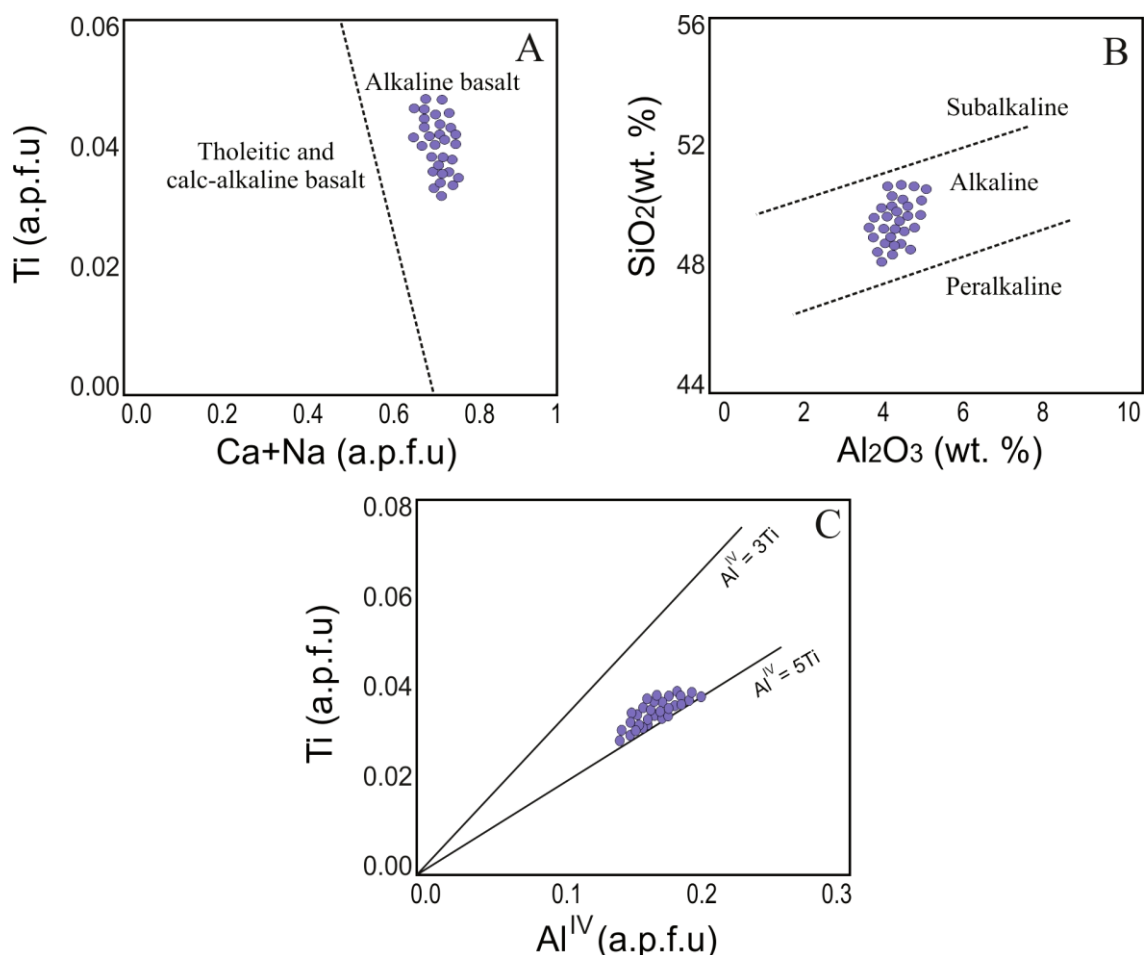 A
0.06
0.04
0.02
0.00
Ti (a.p.f.u)
Alkaline basalt
Tholeitic and
calc-alkaline basalt
0.0 0.2 0.4 0.6 0.8 1
Ca+Na (a.p.f.u)
B
56
52
48
44
SiO2(wt. %)
Subalkaline
Alkaline
Peralkaline
0 2 4 6 8 10
Al2O3 (wt. %)
C
0.08
0.06
0.04
0.02
0.00
Ti (a.p.f.u)
Al^IV = 3Ti
Al^IV = 5Ti
0.0 0.1 0.2 0.3
Al^IV (a.p.f.u)